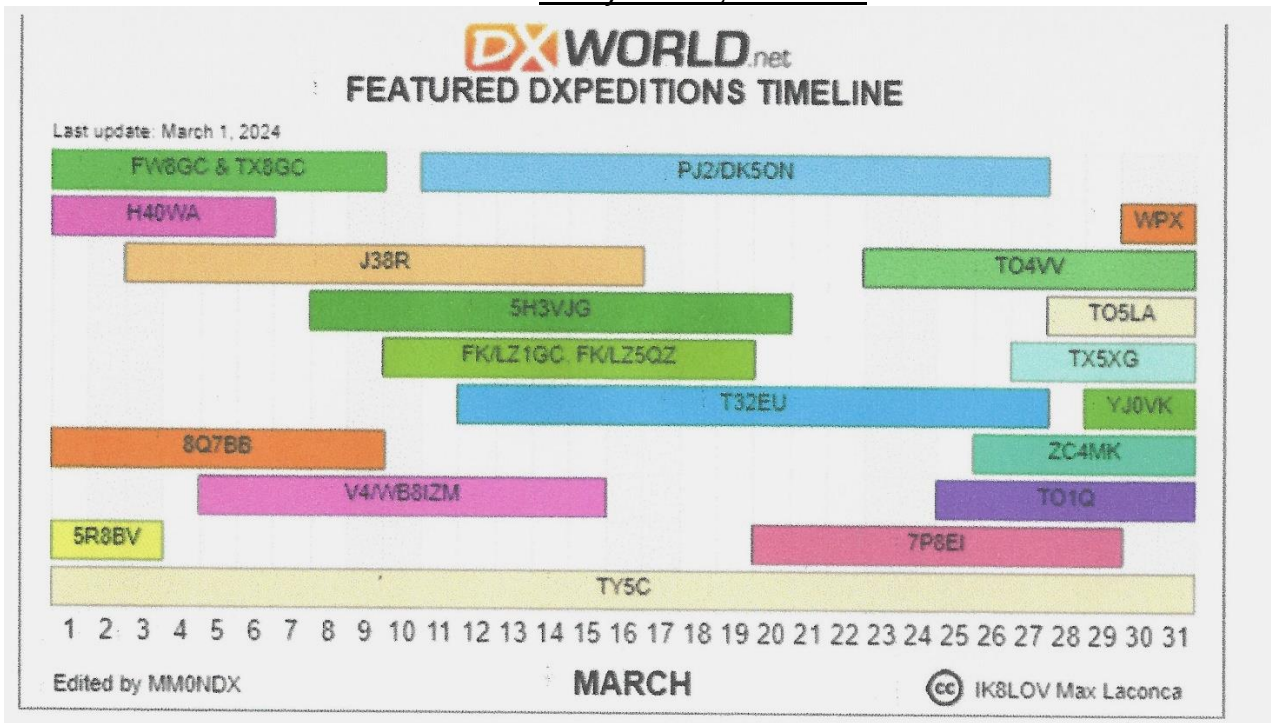 DX WORLD.net
FEATURED DXPEDITIONS TIMELINE
Last update: March 1, 2024
FW8GC & TX8GC PJ2/DK5ON
H40WA WPX
J38R TO4VV
5H3VJG TO5LA
FK/LZ1GC. FK/LZ5QZ TX5XG
T32EU YJ0VK
8Q7BB ZC4MK
V4/WB8IZM TO1Q
5R8BV 7P8EI
TY5C
1 2 3 4 5 6 7 8 9 10 11 12 13 14 15 16 17 18 19 20 21 22 23 24 25 26 27 28 29 30 31
Edited by MM0NDX MARCH cc IK8LOV Max Laconca